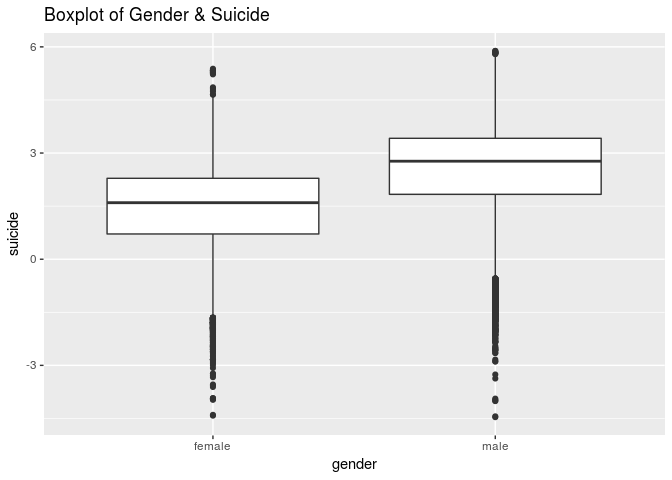 Boxplot of Gender & Suicide
6
3
0
-3
suicide
female male
gender